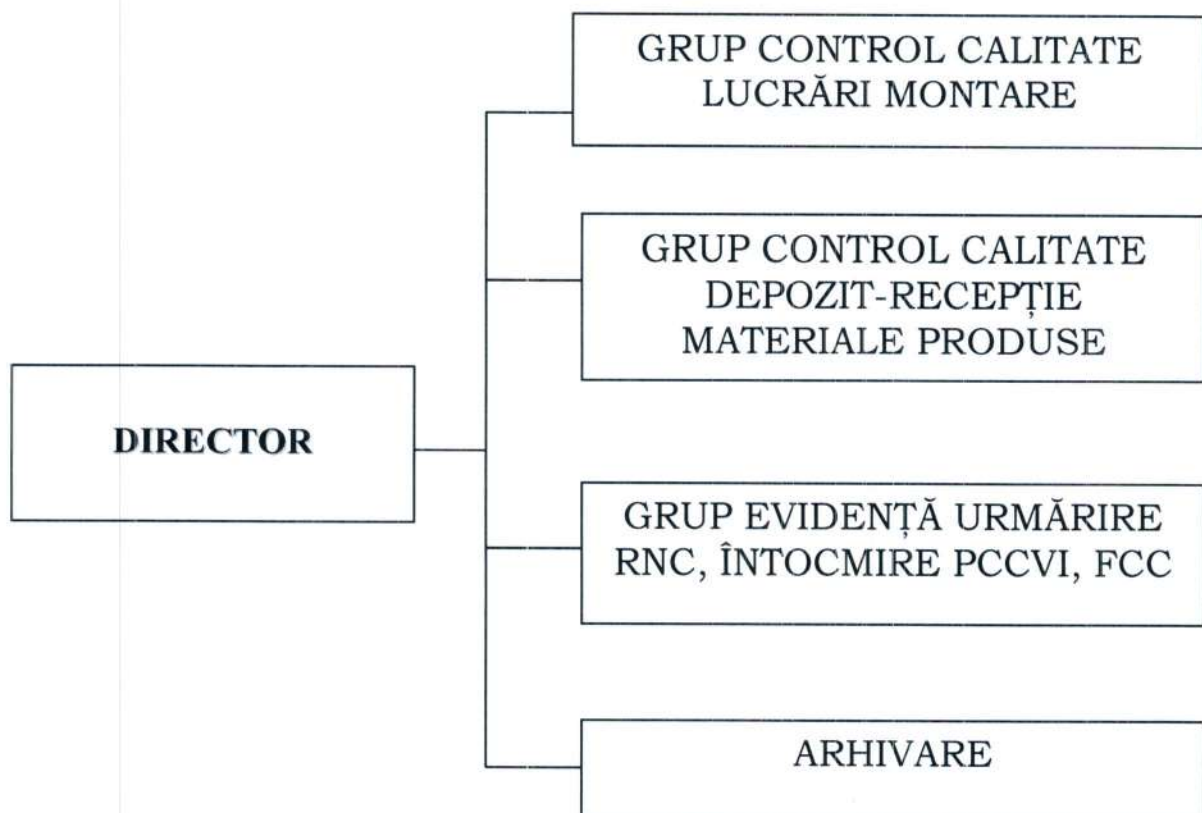 GRUP CONTROL CALITATE
LUCRĂRI MONTARE
GRUP CONTROL CALITATE
DEPOZIT-RECEPȚIE
MATERIALE PRODUSE
DIRECTOR
GRUP EVIDENȚĂ URMĂRIRE
RNC, ÎNTOCMIRE PCCVI, FCC
ARHIVARE